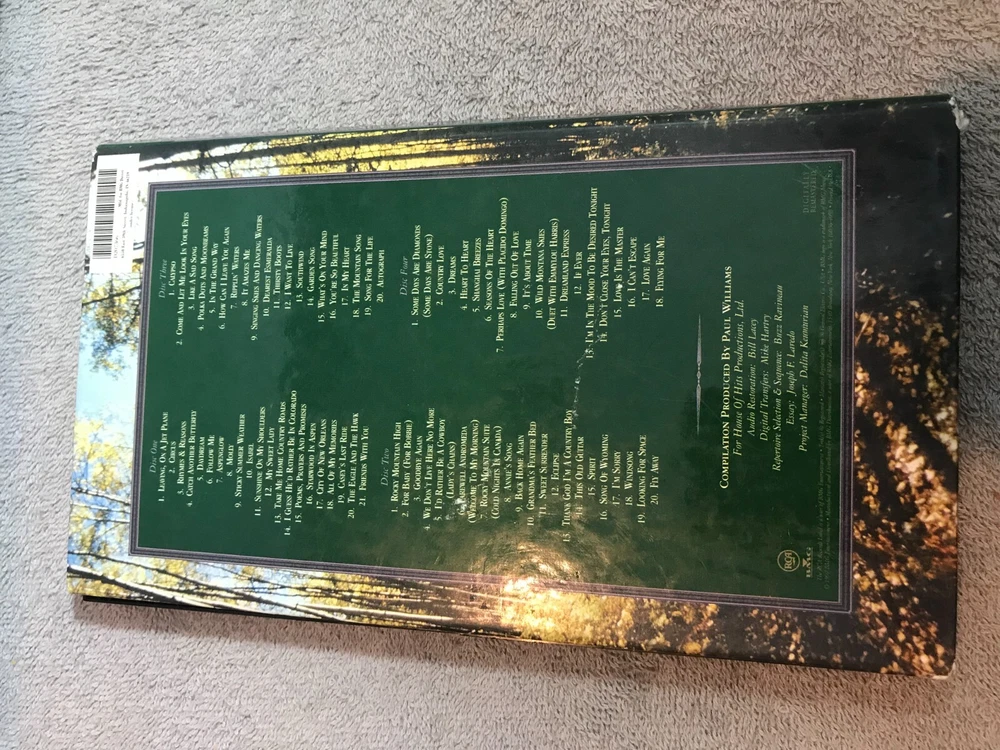 Disc One
1. Leaving, On A Jet Plane
2. Circus
3. Rhymes & Reasons
4. Catch Another Butterfly
5. Daydream
6. Follow Me
7. Aspenglow
8. Molly
9. Sticky Summer Weather
10. Isabel
11. Sunshine On My Shoulders
12. My Sweet Lady
13. Take Me Home Country Roads
14. I Guess He'd Rather Be In Colorado
15. Poems, Prayers And Promises
16. Starwood In Aspen
17. City Of New Orleans
18. All Of My Memories
19. Casey's Last Ride
20. The Eagle And The Hawk
21. Friends With You
Disc Two
1. Rocky Mountain High
2. For Baby (For Bobbie)
3. Goodbye Again
4. We Don't Live Here No More
5. I'd Rather Be A Cowboy
(Lady's Chains)
6. Farewell Andromeda
(Welcome To My Morning)
7. Rocky Mountain Suite
(Cold Nights In Canada)
8. Annie's Song
9. Back Home Again
10. Grandma's Feather Bed
11. Sweet Surrender
12. Eclipse
13. Thank God I'm A Country Boy
14. This Old Guitar
15. Spirit
16. Song Of Wyoming
17. I'm Sorry
18. Windsong
19. Looking For Space
20. Fly Away
Disc Three
1. Calypso
2. Come And Let Me Look In Your Eyes
3. Like A Sad Song
4. Polka Dots And Moonbeams
5. In The Grand Way
6. How Can I Leave You Again
7. Ripplin' Waters
8. It Amazes Me
9. Singing Skies And Dancing Waters
10. Dearest Esmeralda
11. Thirsty Boots
12. I Want To Live
13. Southwind
14. Garden Song
15. What's On Your Mind
16. You're So Beautiful
17. In My Heart
18. The Mountain Song
19. Song For The Life
20. Autograph
Disc Four
1. Some Days Are Diamonds
(Some Days Are Stone)
2. Country Love
3. Dreams
4. Heart To Heart
5. Shanghai Breezes
6. Seasons Of The Heart
7. Perhaps Love (With Placido Domingo)
8. Falling Out Of Love
9. It's About Time
10. Wild Montana Skies
(Duet With Emmylou Harris)
11. Dreamland Express
12. If Ever
13. I'm In The Mood To Be Desired Tonight
14. Don't Close Your Eyes, Tonight
15. Love Is The Master
16. I Can't Escape
17. Love Again
18. Flying For Me
Compilation Produced By Paul Williams
For House Of Hits Productions, Ltd.
Audio Restoration: Bill Lacey
Digital Transfers: Mike Hartry
Repertoire Selection & Sequence: Buzz Ravineau
Essay: Joseph F. Laredo
Project Manager: Dalita Keumurian
RCA
BMG
DIGITALLY
REMASTERED